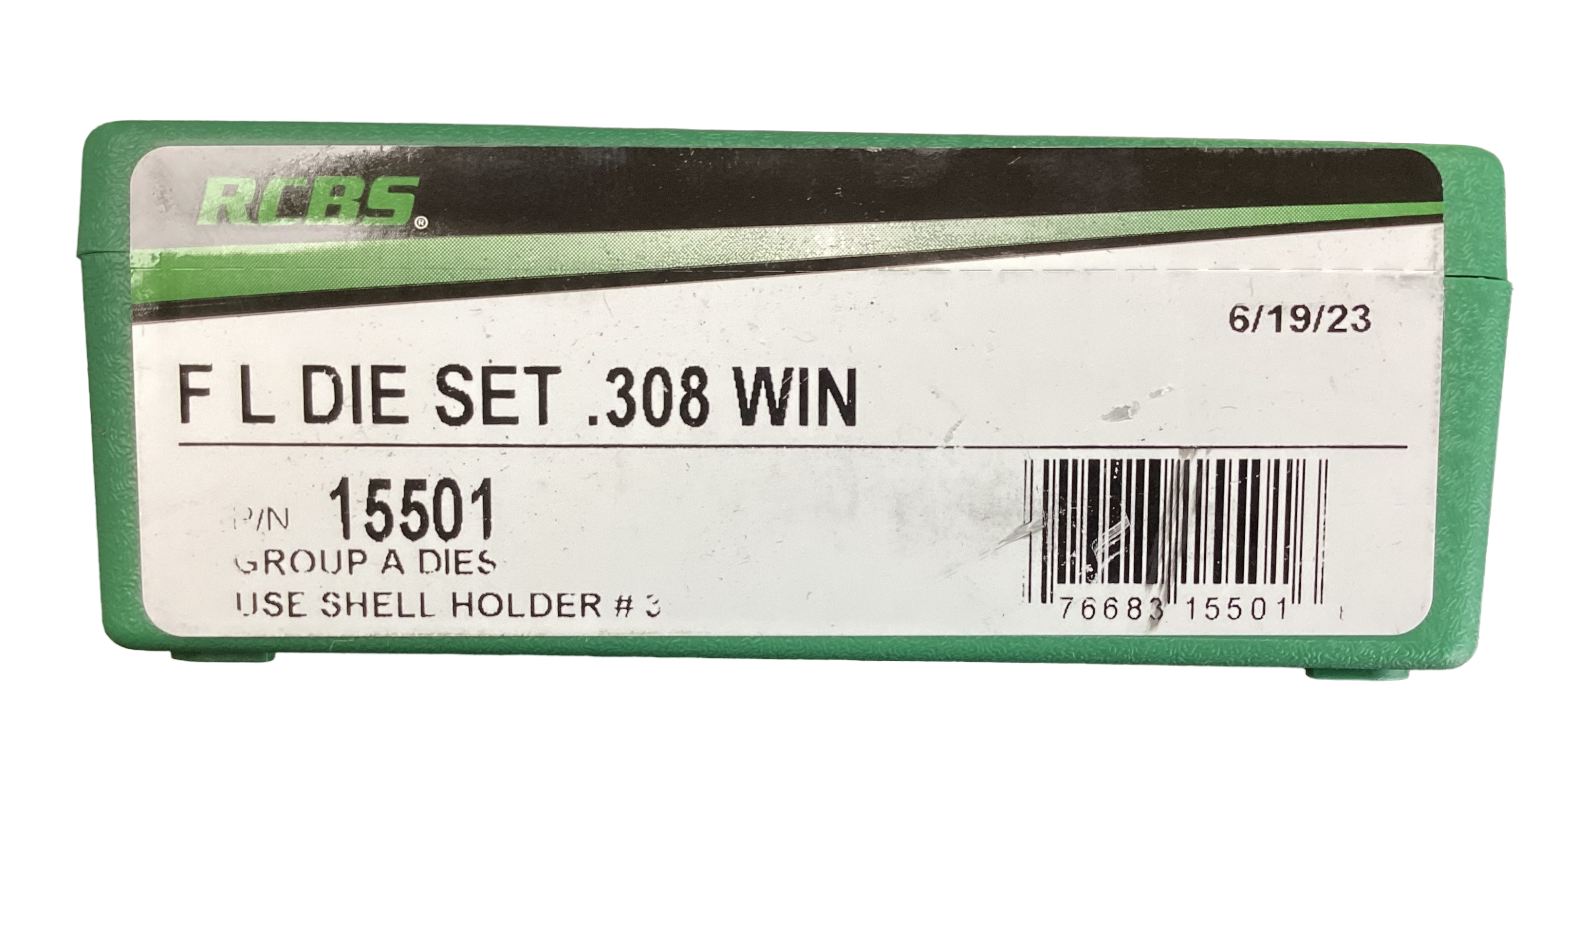 RCBS®
6/19/23
F L DIE SET .308 WIN
P/N 15501
GROUP A DIES
USE SHELL HOLDER # 3
76683 15501